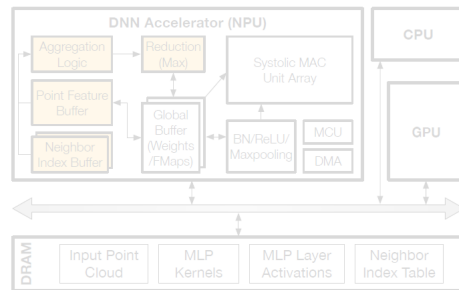 DNN Accelerator (NPU)
Aggregation
Logic
Reduction
(Max)
Systolic MAC
Unit Array
CPU
Point Feature
Buffer
Global
Buffer
(Weights
/FMaps)
BN/ReLU/
Maxpooling
MCU
DMA
GPU
Neighbor
Index Buffer
DRAM
Input Point
Cloud
MLP
Kernels
MLP Layer
Activations
Neighbor
Index Table